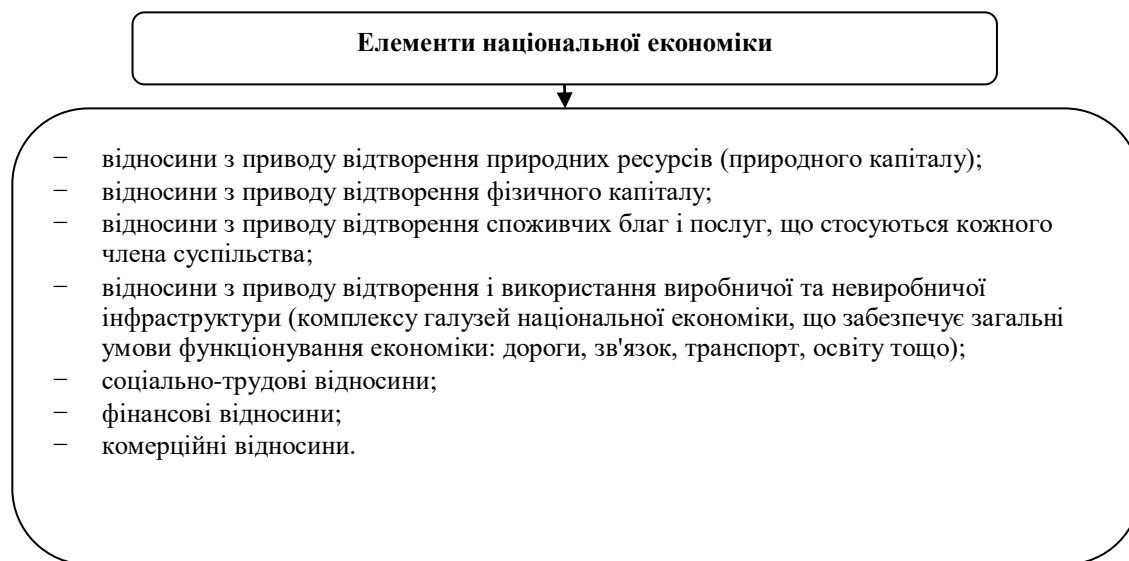 Елементи національної економіки
− відносини з приводу відтворення природних ресурсів (природного капіталу);
− відносини з приводу відтворення фізичного капіталу;
− відносини з приводу відтворення споживчих благ і послуг, що стосуються кожного
члена суспільства;
− відносини з приводу відтворення і використання виробничої та невиробничої
інфраструктури (комплексу галузей національної економіки, що забезпечує загальні
умови функціонування економіки: дороги, зв'язок, транспорт, освіту тощо);
− соціально-трудові відносини;
− фінансові відносини;
− комерційні відносини.